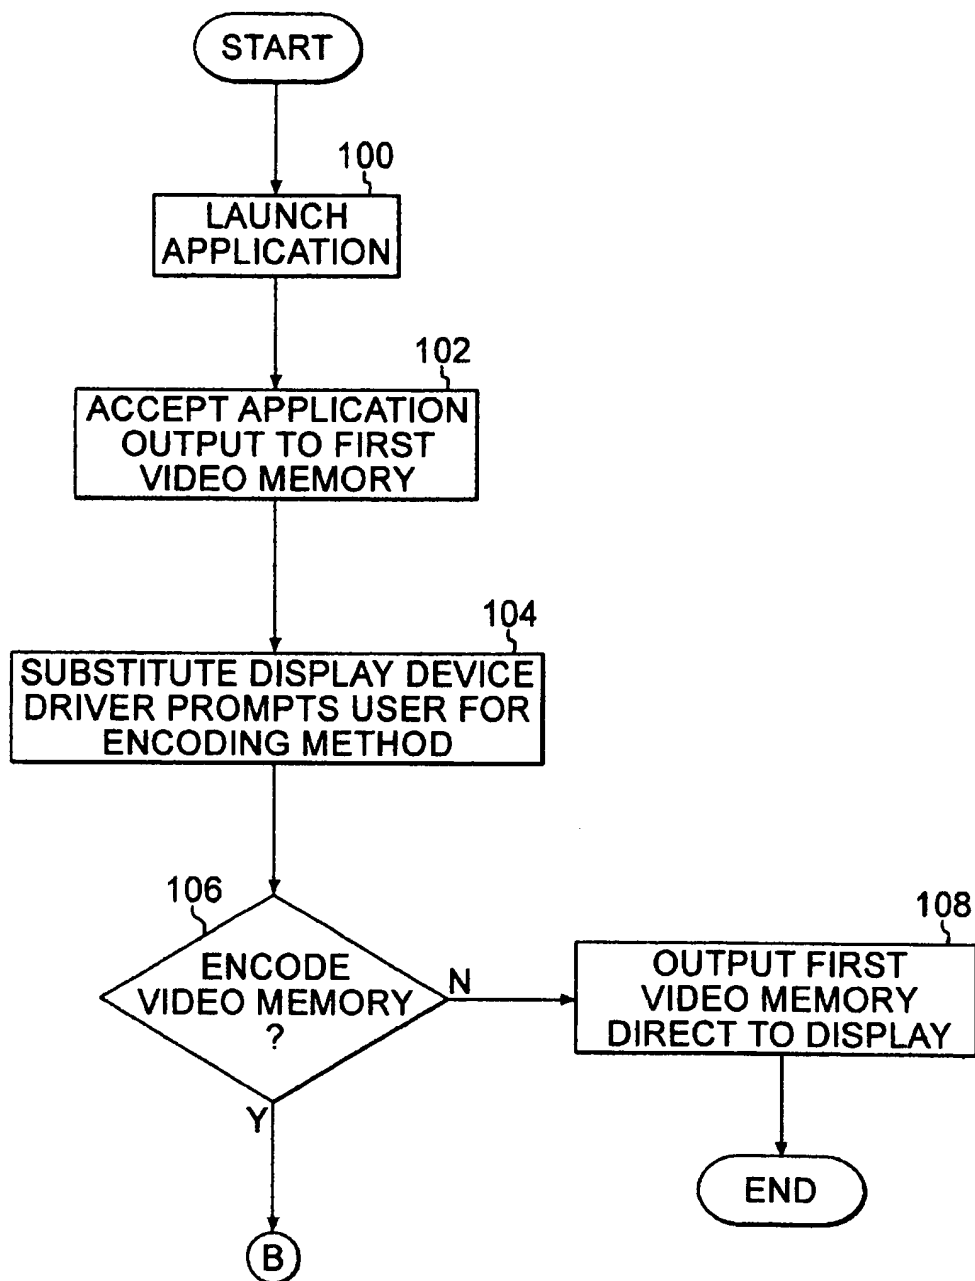 START
100
LAUNCH
APPLICATION
102
ACCEPT APPLICATION
OUTPUT TO FIRST
VIDEO MEMORY
104
SUBSTITUTE DISPLAY DEVICE
DRIVER PROMPTS USER FOR
ENCODING METHOD
106
ENCODE
VIDEO MEMORY
?
N
Y
108
OUTPUT FIRST
VIDEO MEMORY
DIRECT TO DISPLAY
END
B